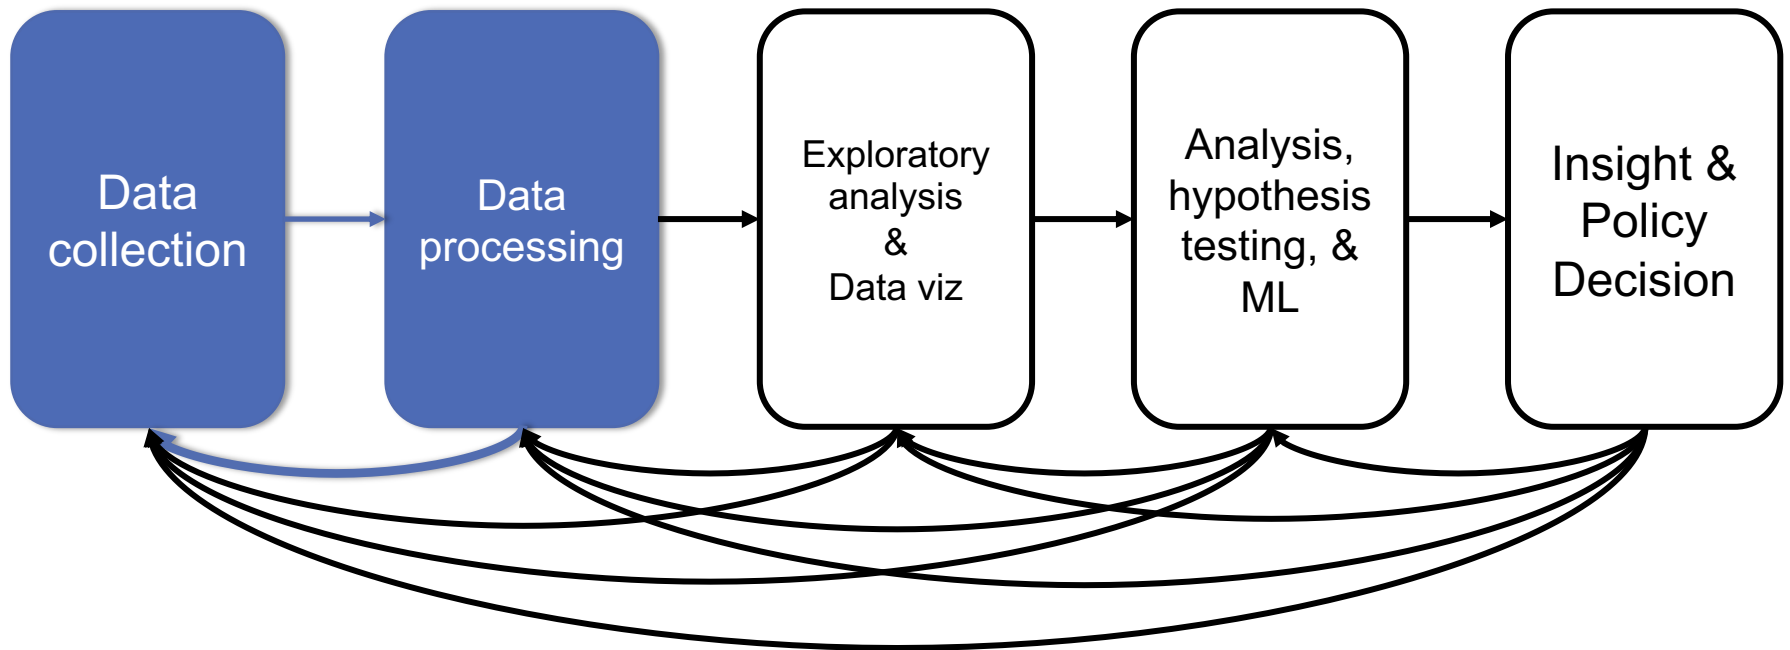 Data
collection
Data
processing
Exploratory
analysis
&
Data viz
Analysis,
hypothesis
testing, &
ML
Insight &
Policy
Decision